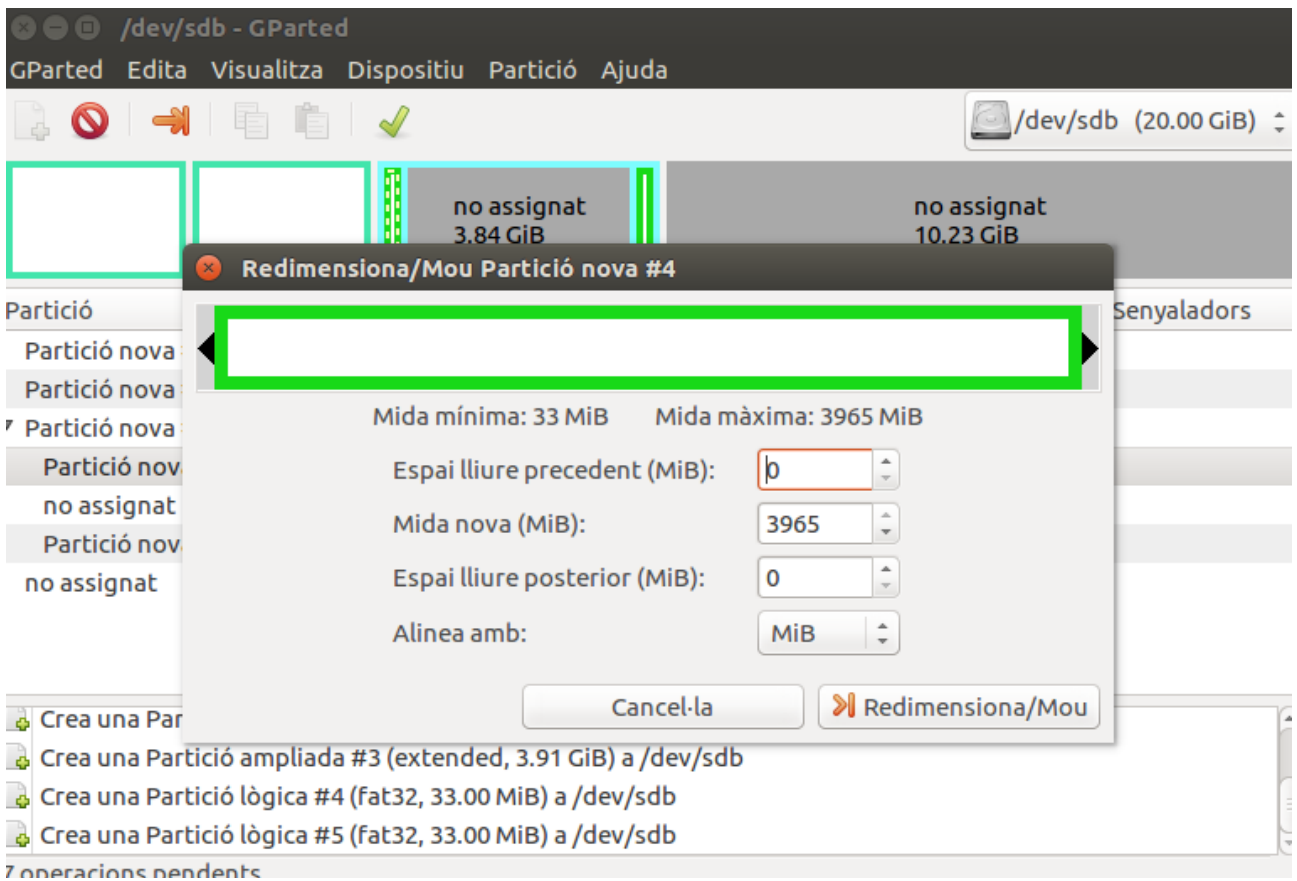 /dev/sdb - GParted
GParted Edita Visualitza Dispositiu Partició Ajuda
/dev/sdb (20.00 GiB)
no assignat
3.84 GiB
no assignat
10.23 GiB
Redimensiona/Mou Partició nova #4
Partició
Senyaladors
Partició nova
Partició nova
Partició nova
Partició nov
no assignat
Partició nov
no assignat
Mida mínima: 33 MiB Mida màxima: 3965 MiB
Espai lliure precedent (MiB): 0
Mida nova (MiB): 3965
Espai lliure posterior (MiB): 0
Alinea amb: MiB
Cancel·la Redimensiona/Mou
Crea una Par
Crea una Partició ampliada #3 (extended, 3.91 GiB) a /dev/sdb
Crea una Partició lògica #4 (fat32, 33.00 MiB) a /dev/sdb
Crea una Partició lògica #5 (fat32, 33.00 MiB) a /dev/sdb
7 operacions pendents